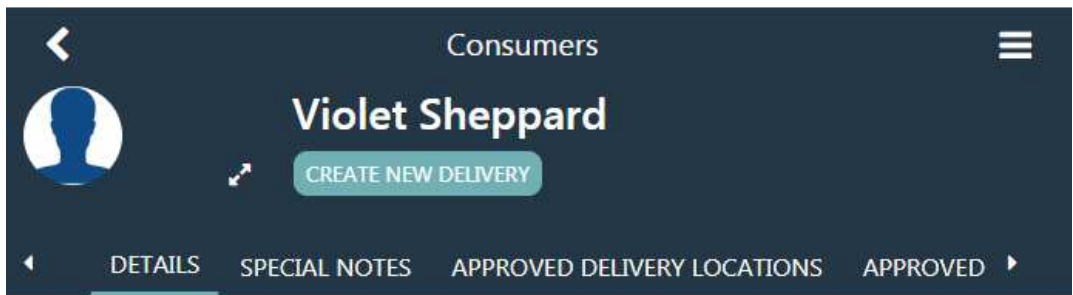 Consumers
Violet Sheppard
CREATE NEW DELIVERY
DETAILS SPECIAL NOTES APPROVED DELIVERY LOCATIONS APPROVED